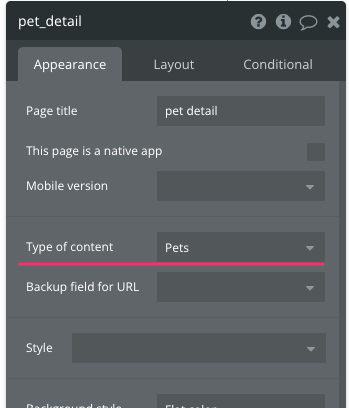 pet_detail
Appearance
Layout
Conditional
Page title
pet detail
This page is a native app
Mobile version
Type of content
Pets
Backup field for URL
Style
Background style
Flat color